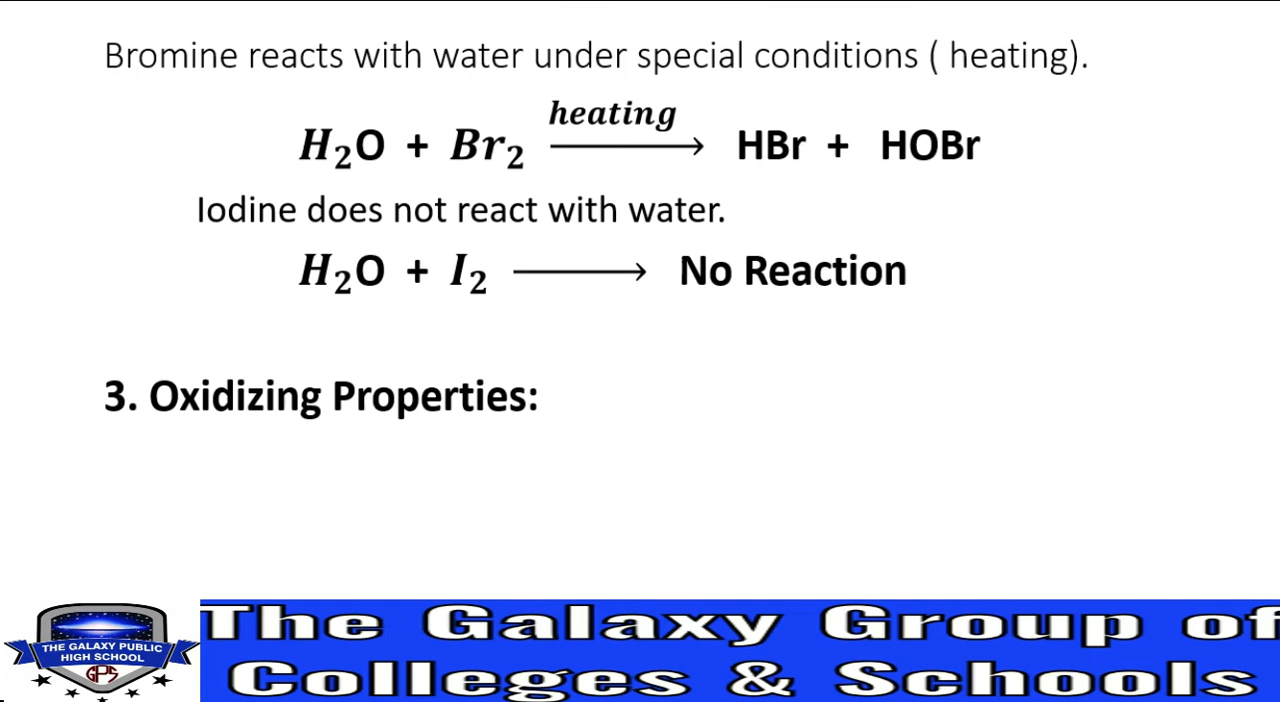 Bromine reacts with water under special conditions ( heating).
heating
H₂O + Br₂ ⟶ HBr + HOBr
Iodine does not react with water.
H₂O + I₂ ⟶ No Reaction
3. Oxidizing Properties:
THE GALAXY PUBLIC
HIGH SCHOOL
GPS
The Galaxy Group of
Colleges & Schools